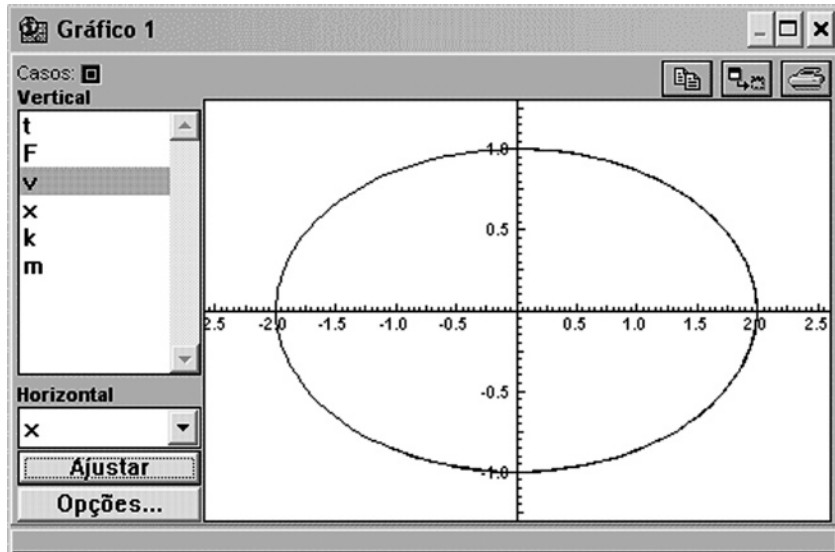 Gráfico 1
Casos:
Vertical
t
F
v
x
k
m
Horizontal
x
Ajustar
Opções...
1.0
0.5
2.5 -2.0 -1.5 -1.0 -0.5 0.5 1.0 1.5 2.0 2.5
-0.5
-1.0